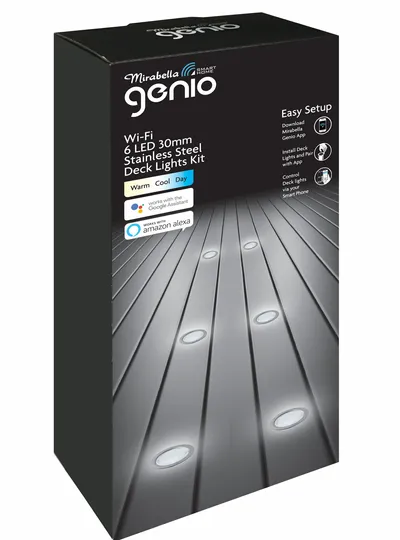 Mirabella SMART HOME
genio
Wi-Fi
6 LED 30mm
Stainless Steel
Deck Lights Kit
Warm Cool Day
works with the
Google Assistant
WORKS WITH
amazon alexa
Easy Setup
Download
Mirabella
Genio App
Install Deck
Lights and Pair
with App
Control
Deck lights
via your
Smart Phone